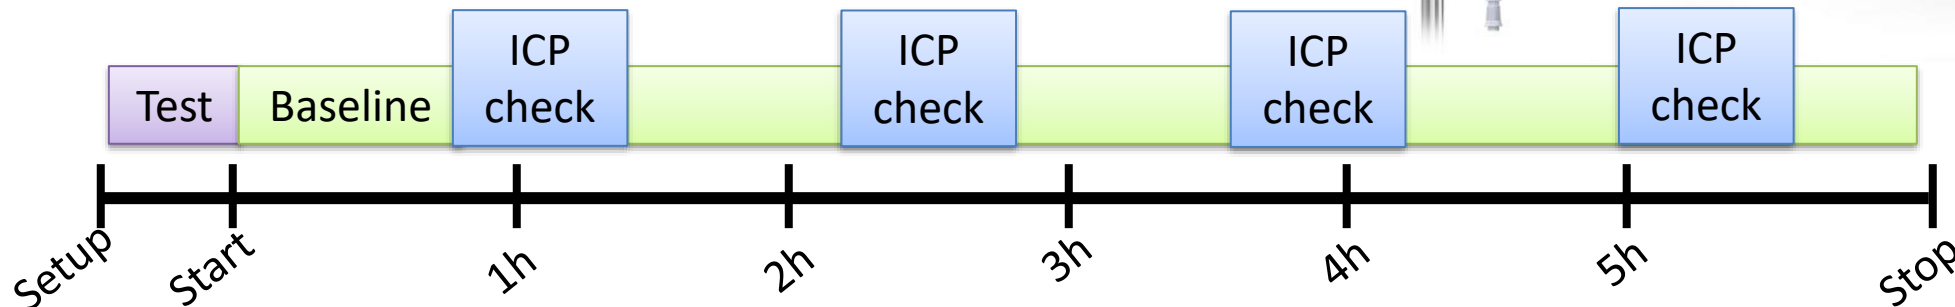 ICP
check
ICP
check
ICP
check
ICP
check
Test
Baseline
Setup
Start
1h
2h
3h
4h
5h
Stop